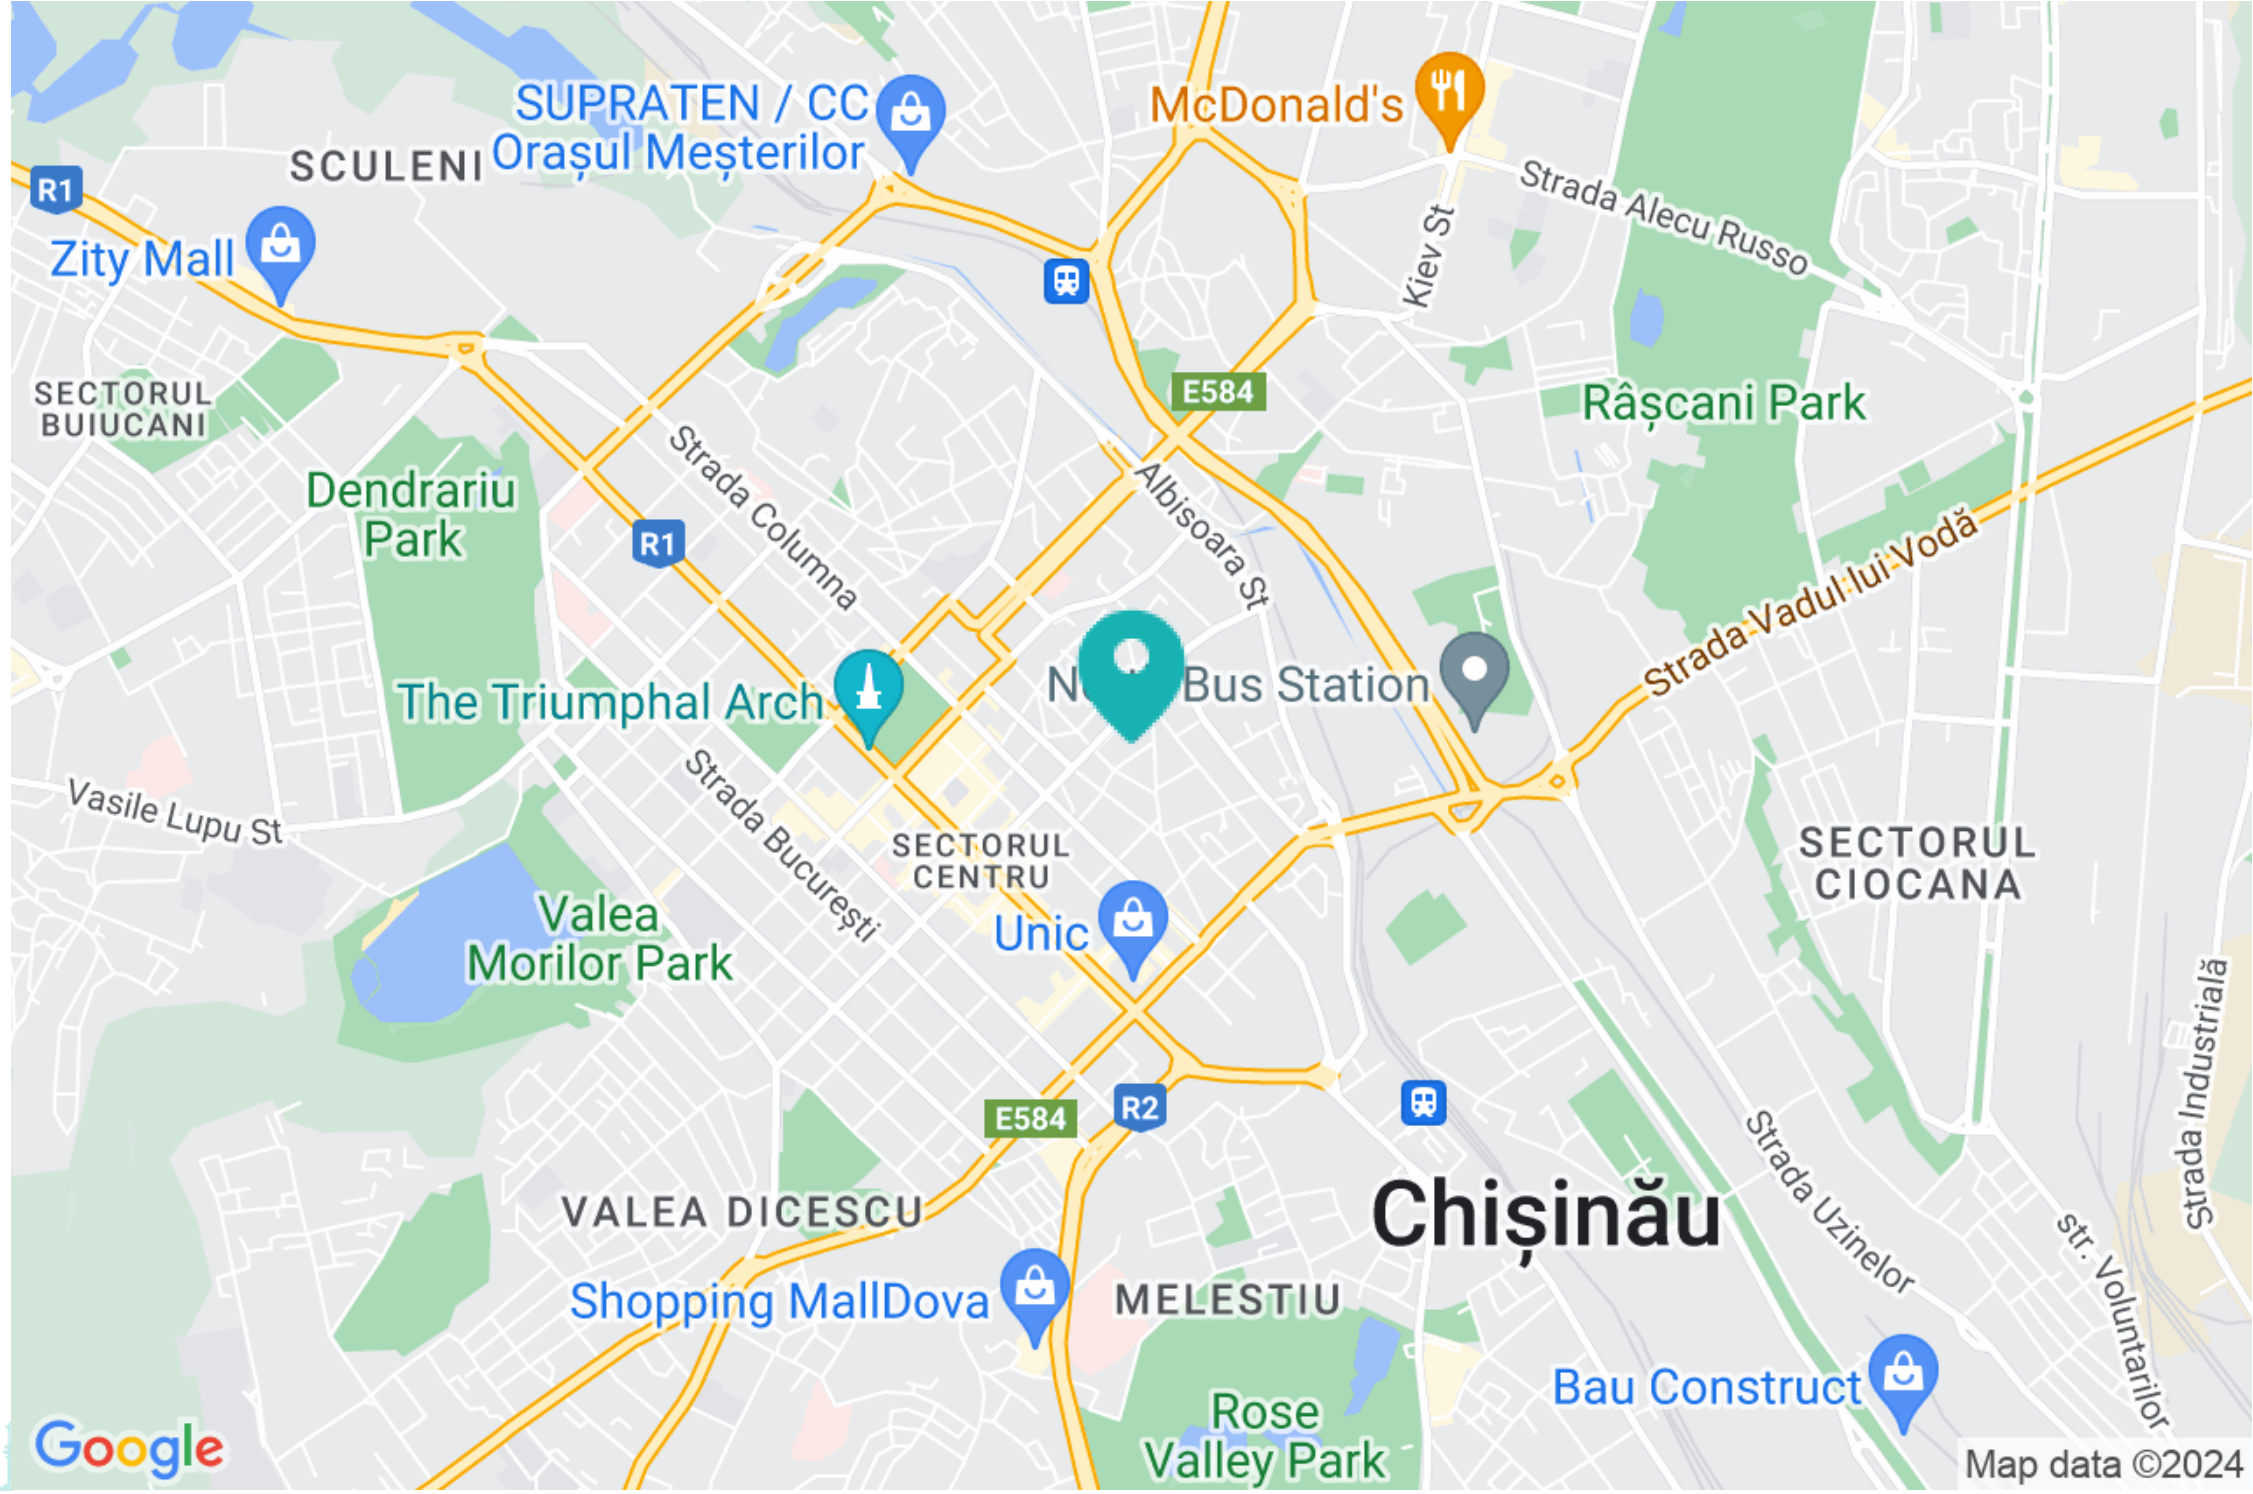 McDonald's
SUPRATEN / CC
Orașul Meșterilor
SCULENI
R1
Strada Alecu Russo
Kiev St
Zity Mall
E584
SECTORUL
BUIUCANI
Râșcani Park
Strada Columna
Dendrariu
Park
R1
Albișoara St
Strada Vadul lui Vodă
Bus Station
The Triumphal Arch
Vasile Lupu St
Strada București
SECTORUL
CENTRU
SECTORUL
CIOCANA
Valea
Morilor Park
Unic
Strada Industrială
E584
R2
Strada Uzinelor
VALEA DICESCU
Chișinău
str. Voluntarilor
Shopping MallDova
MELESTIU
Bau Construct
Rose
Valley Park
Google
Map data ©2024